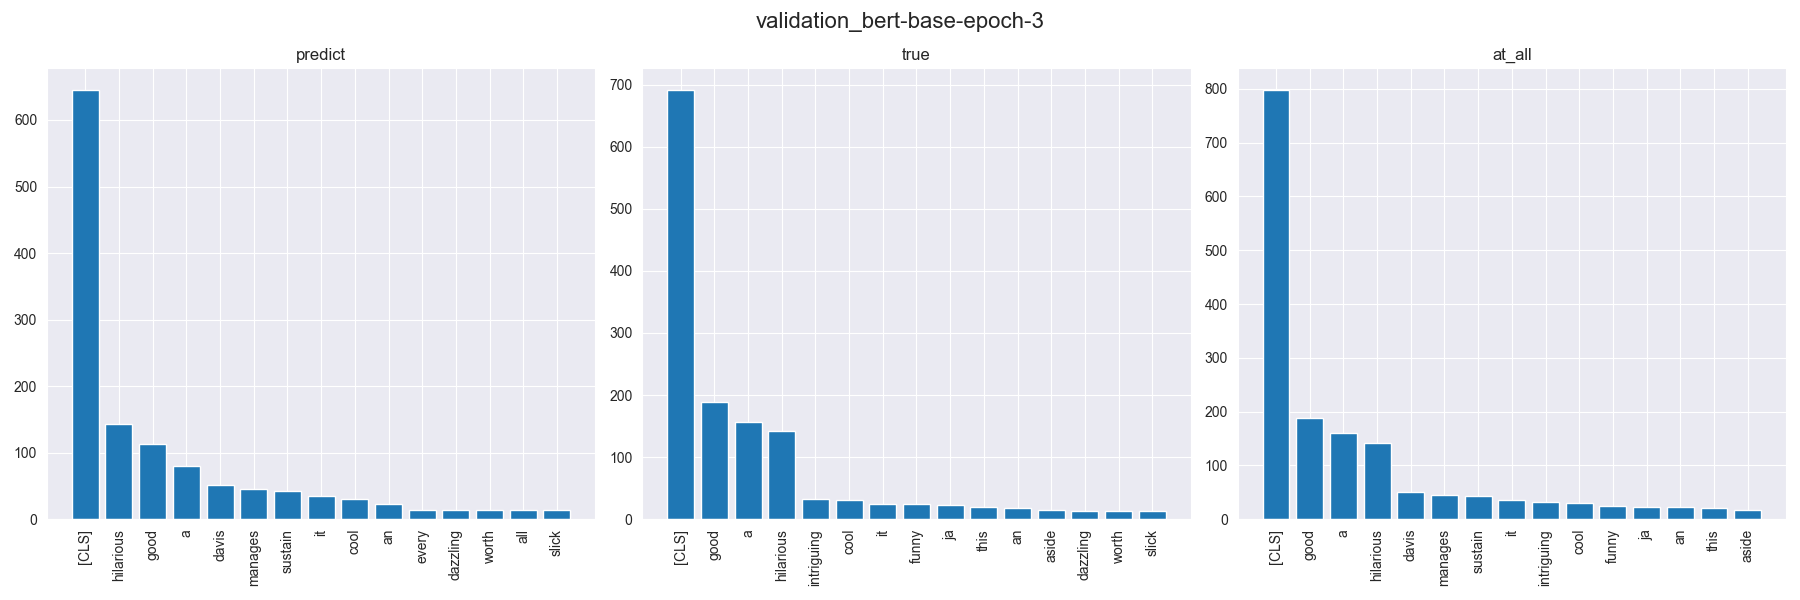 validation_bert-base-epoch-3
predict
600
500
400
300
200
100
0
[CLS]
hilarious
good
a
davis
manages
sustain
it
cool
an
every
dazzling
worth
all
slick
true
700
600
500
400
300
200
100
0
[CLS]
good
a
hilarious
intriguing
cool
it
funny
ja
this
an
aside
dazzling
worth
slick
at_all
800
700
600
500
400
300
200
100
0
[CLS]
good
a
hilarious
davis
manages
sustain
it
intriguing
cool
funny
ja
an
this
aside